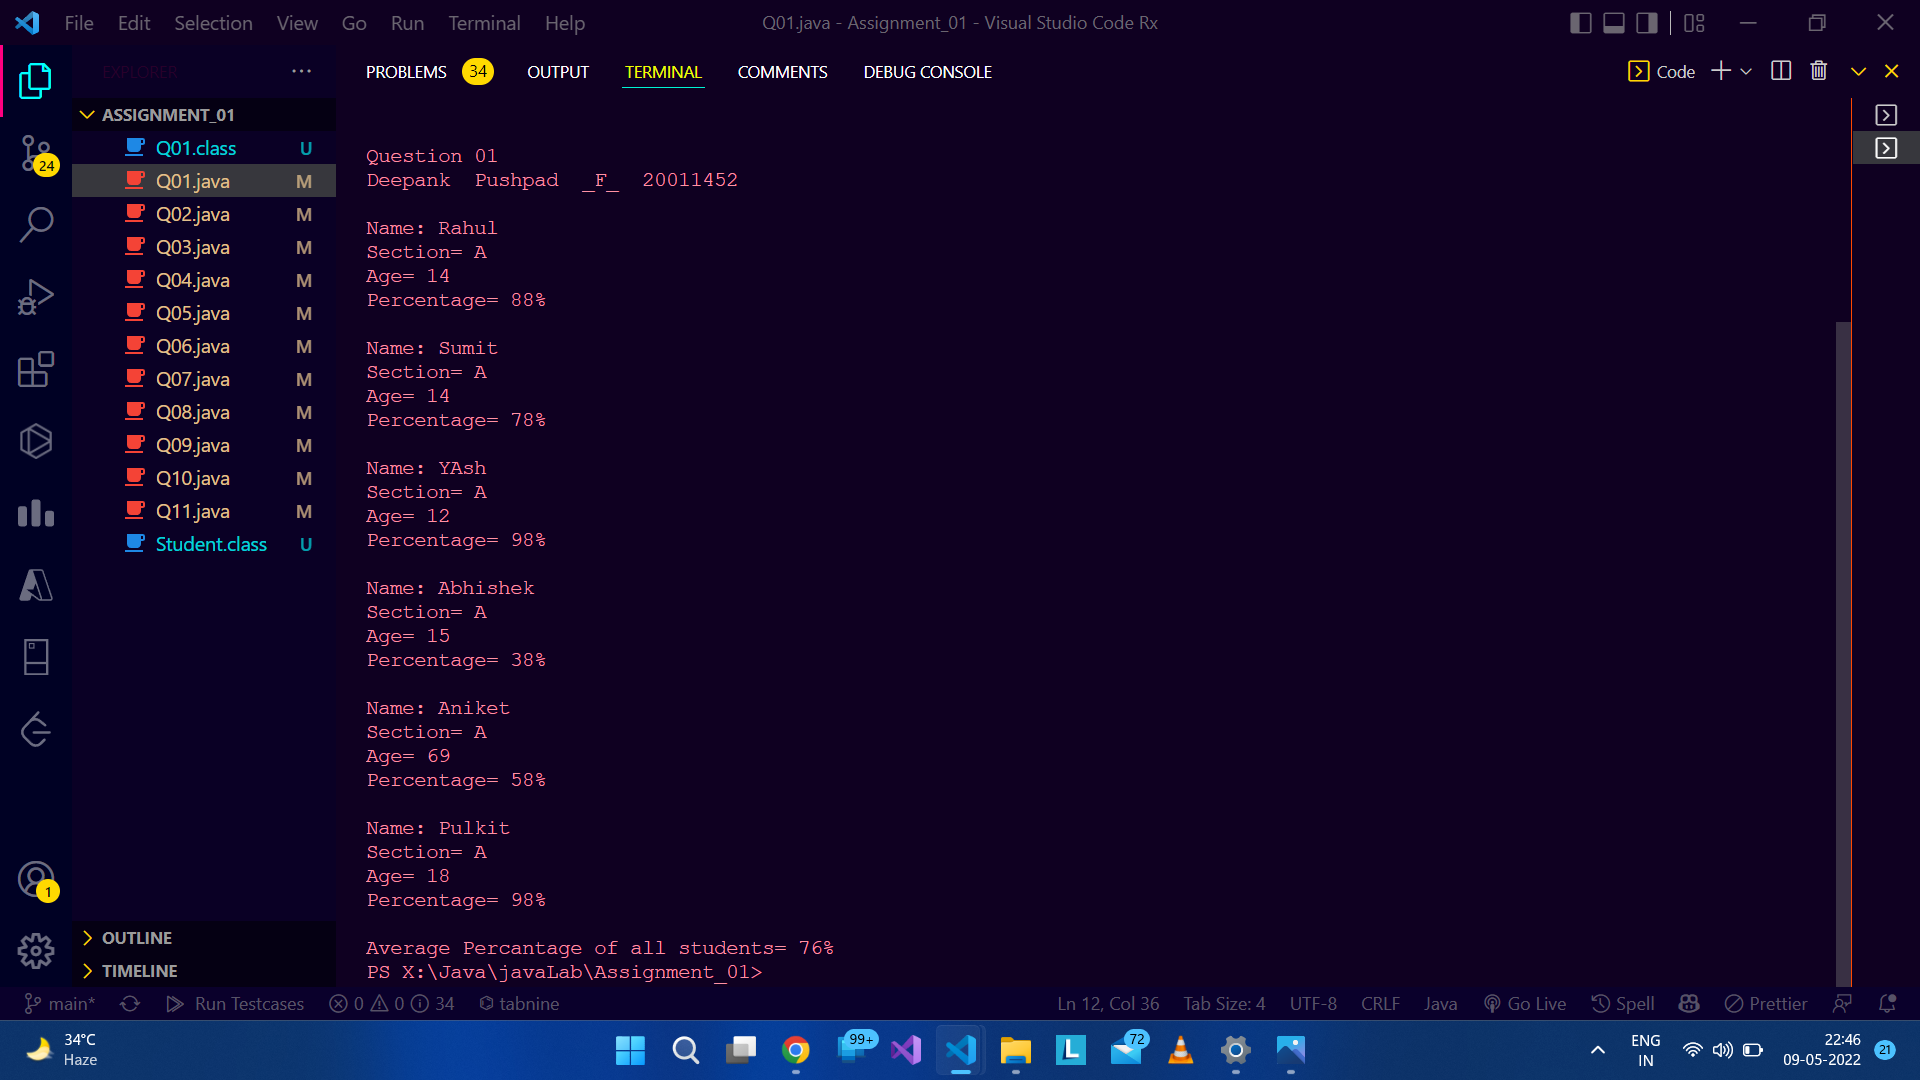 File Edit Selection View Go Run Terminal Help Q01.java - Assignment_01 - Visual Studio Code Rx
EXPLORER
PROBLEMS 34 OUTPUT TERMINAL COMMENTS DEBUG CONSOLE Code
ASSIGNMENT_01
Q01.class U
Q01.java M
Q02.java M
Q03.java M
Q04.java M
Q05.java M
Q06.java M
Q07.java M
Q08.java M
Q09.java M
Q10.java M
Q11.java M
Student.class U
OUTLINE
TIMELINE
24
1
Question 01
Deepank Pushpad _F_ 20011452
Name: Rahul
Section= A
Age= 14
Percentage= 88%
Name: Sumit
Section= A
Age= 14
Percentage= 78%
Name: YAsh
Section= A
Age= 12
Percentage= 98%
Name: Abhishek
Section= A
Age= 15
Percentage= 38%
Name: Aniket
Section= A
Age= 69
Percentage= 58%
Name: Pulkit
Section= A
Age= 18
Percentage= 98%
Average Percantage of all students= 76%
PS X:\Java\javaLab\Assignment_01>
main* Run Testcases 0 0 34 tabnine Ln 12, Col 36 Tab Size: 4 UTF-8 CRLF Java Go Live Spell Prettier
34°C
Haze
99+
L
72
ENG
IN
22:46
09-05-2022
21